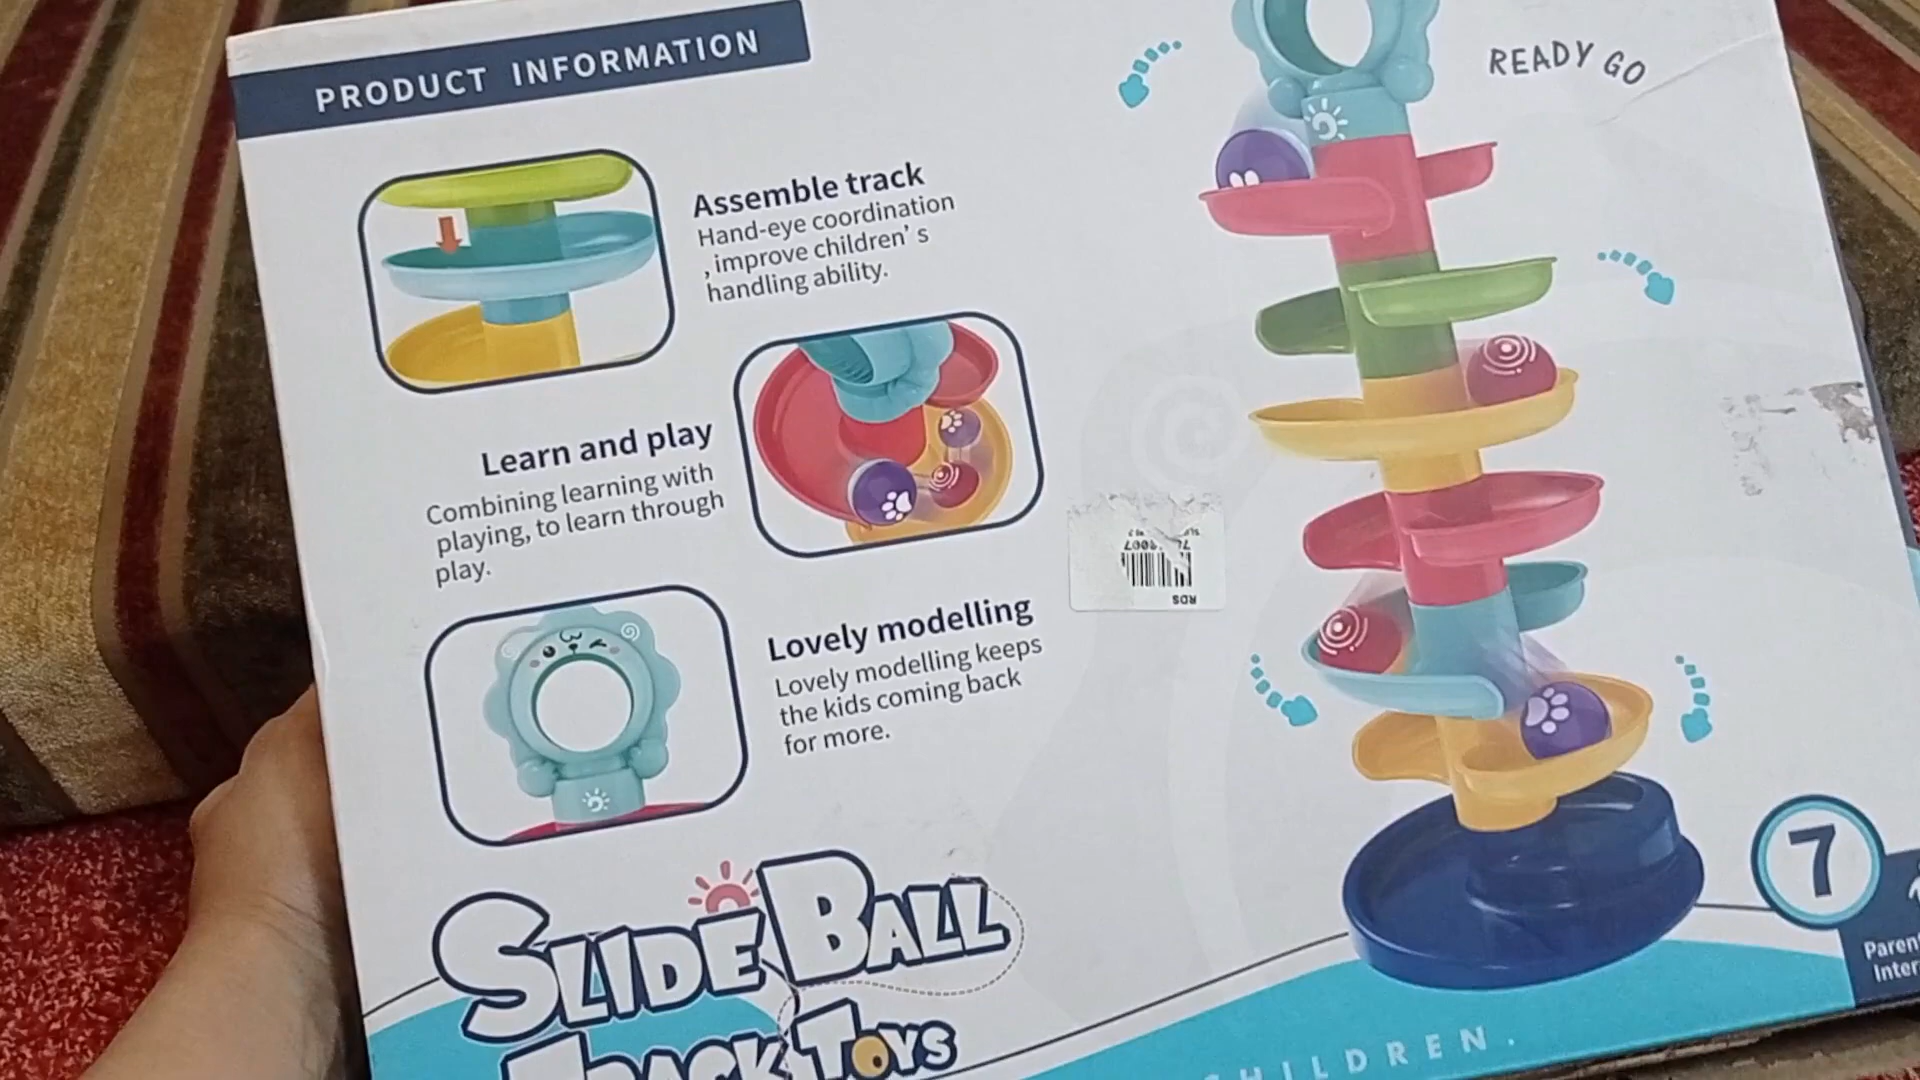 PRODUCT INFORMATION
READY GO
Assemble track
Hand-eye coordination
, improve children's
handling ability.
Learn and play
Combining learning with
playing, to learn through
play.
Lovely modelling
Lovely modelling keeps
the kids coming back
for more.
RDS
SLIDE BALL
TRACK TOYS
7
CHILDREN.